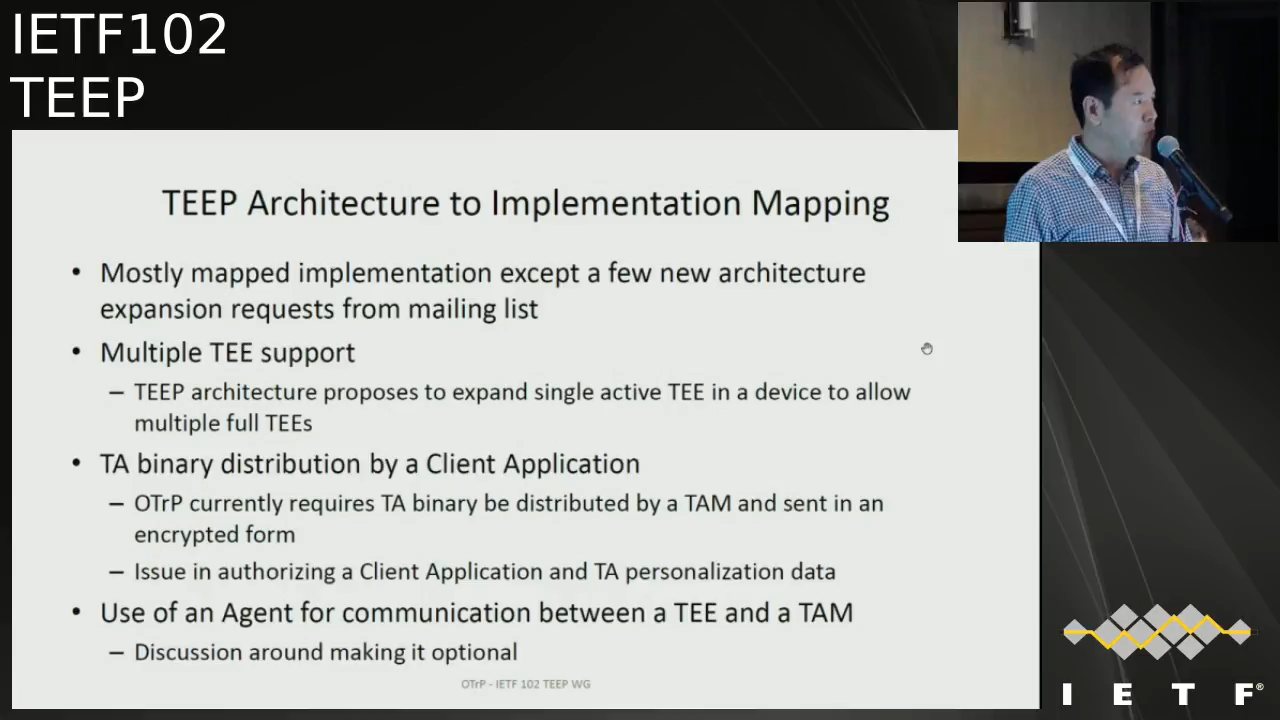 IETF102
TEEP
TEEP Architecture to Implementation Mapping
• Mostly mapped implementation except a few new architecture
expansion requests from mailing list
• Multiple TEE support
– TEEP architecture proposes to expand single active TEE in a device to allow
multiple full TEEs
• TA binary distribution by a Client Application
– OTrP currently requires TA binary be distributed by a TAM and sent in an
encrypted form
– Issue in authorizing a Client Application and TA personalization data
• Use of an Agent for communication between a TEE and a TAM
– Discussion around making it optional
OTrP - IETF 102 TEEP WG
I E T F®